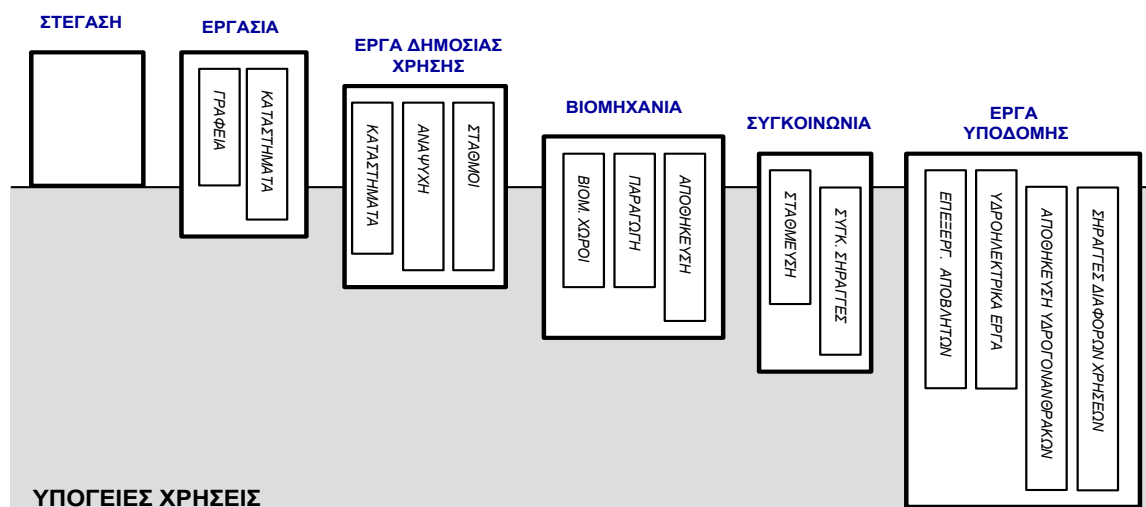 ΣΤΕΓΑΣΗ
ΕΡΓΑΣΙΑ
ΓΡΑΦΕΙΑ
ΚΑΤΑΣΤΗΜΑΤΑ
ΕΡΓΑ ΔΗΜΟΣΙΑΣ
ΧΡΗΣΗΣ
ΚΑΤΑΣΤΗΜΑΤΑ
ΑΝΑΨΥΧΗ
ΣΤΑΘΜΟΙ
ΒΙΟΜΗΧΑΝΙΑ
ΒΙΟΜ. ΧΩΡΟΙ
ΠΑΡΑΓΩΓΗ
ΑΠΟΘΗΚΕΥΣΗ
ΣΥΓΚΟΙΝΩΝΙΑ
ΣΤΑΘΜΕΥΣΗ
ΣΥΓΚ. ΣΗΡΑΓΓΕΣ
ΕΡΓΑ
ΥΠΟΔΟΜΗΣ
ΕΠΕΞΕΡΓ. ΑΠΟΒΛΗΤΩΝ
ΥΔΡΟΗΛΕΚΤΡΙΚΑ ΕΡΓΑ
ΑΠΟΘΗΚΕΥΣΗ ΥΔΡΟΓΟΝΑΝΘΡΑΚΩΝ
ΣΗΡΑΓΓΕΣ ΔΙΑΦΟΡΩΝ ΧΡΗΣΕΩΝ
ΥΠΟΓΕΙΕΣ ΧΡΗΣΕΙΣ